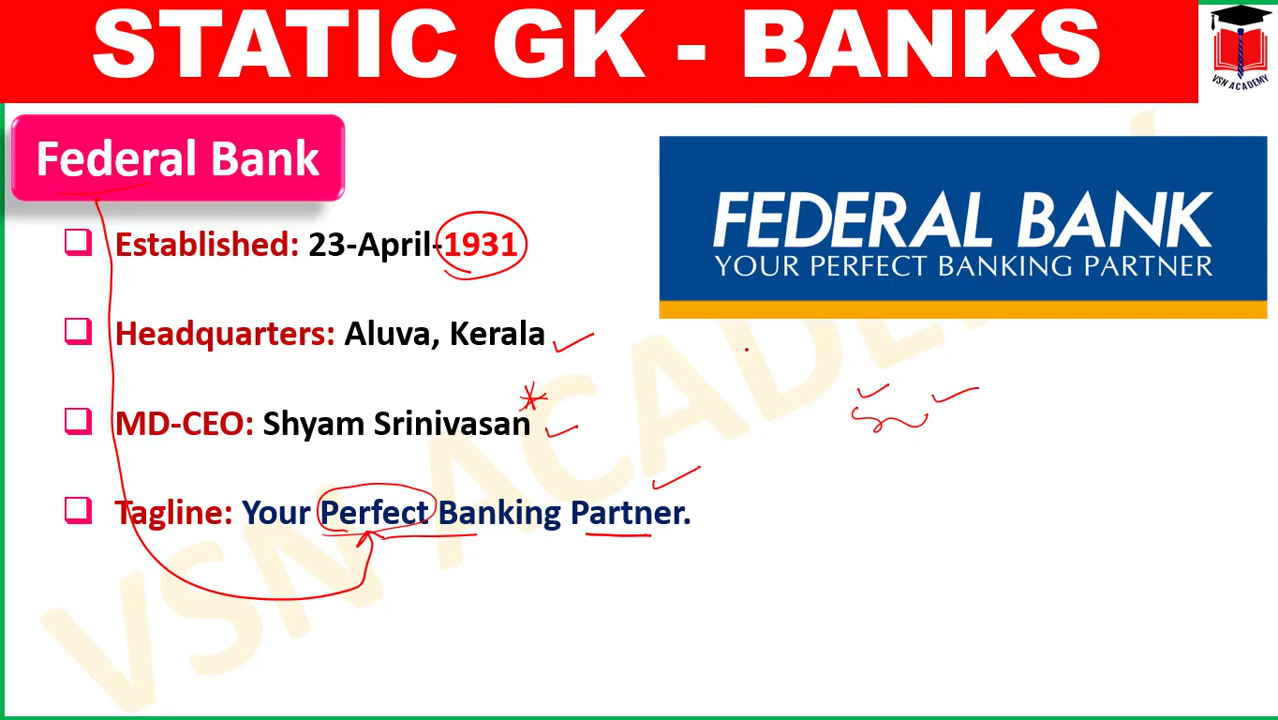 STATIC GK - BANKS
VSN ACADEMY
Federal Bank
FEDERAL BANK
YOUR PERFECT BANKING PARTNER
❑ Established: 23-April-1931
❑ Headquarters: Aluva, Kerala
❑ MD-CEO: Shyam Srinivasan*
❑ Tagline: Your Perfect Banking Partner.
VSN ACADEMY